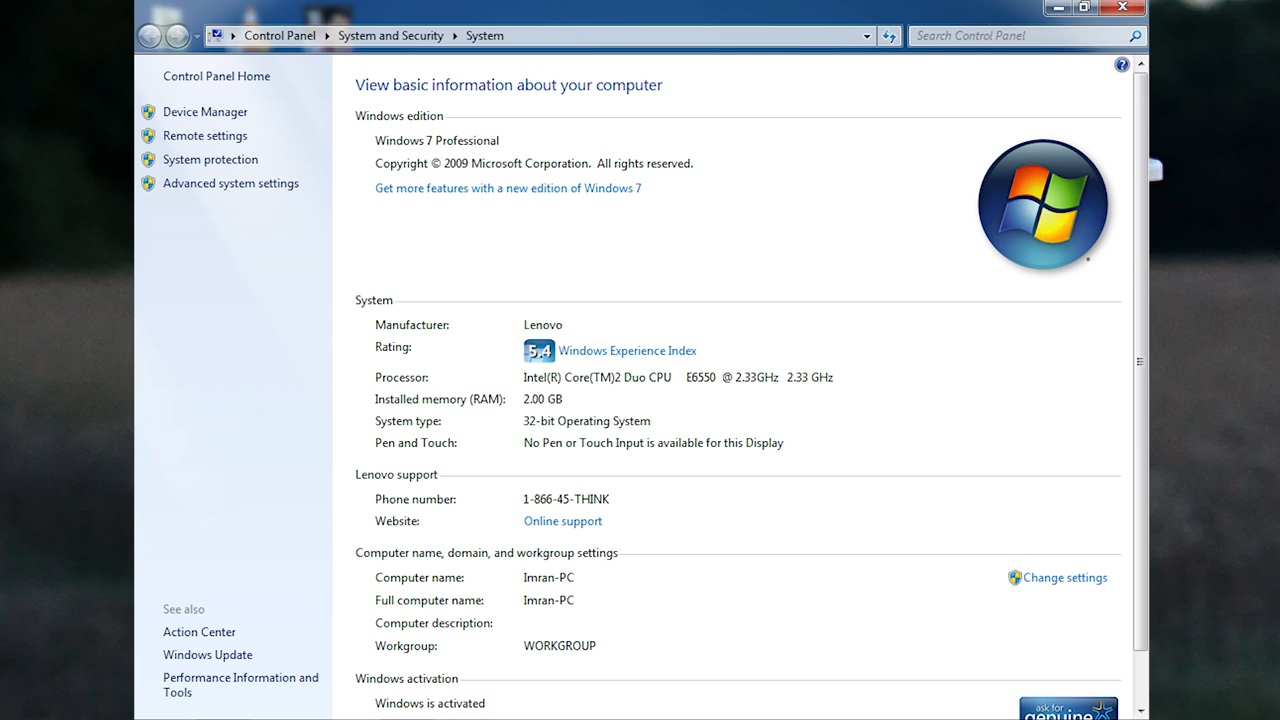 Control Panel System and Security System
Search Control Panel
Control Panel Home
Device Manager
Remote settings
System protection
Advanced system settings
See also
Action Center
Windows Update
Performance Information and
Tools
View basic information about your computer
Windows edition
Windows 7 Professional
Copyright © 2009 Microsoft Corporation. All rights reserved.
Get more features with a new edition of Windows 7
System
Manufacturer: Lenovo
Rating: 5.4 Windows Experience Index
Processor: Intel(R) Core(TM)2 Duo CPU E6550 @ 2.33GHz 2.33 GHz
Installed memory (RAM): 2.00 GB
System type: 32-bit Operating System
Pen and Touch: No Pen or Touch Input is available for this Display
Lenovo support
Phone number: 1-866-45-THINK
Website: Online support
Computer name, domain, and workgroup settings
Computer name: Imran-PC Change settings
Full computer name: Imran-PC
Computer description:
Workgroup: WORKGROUP
Windows activation
Windows is activated
ask for
genuine